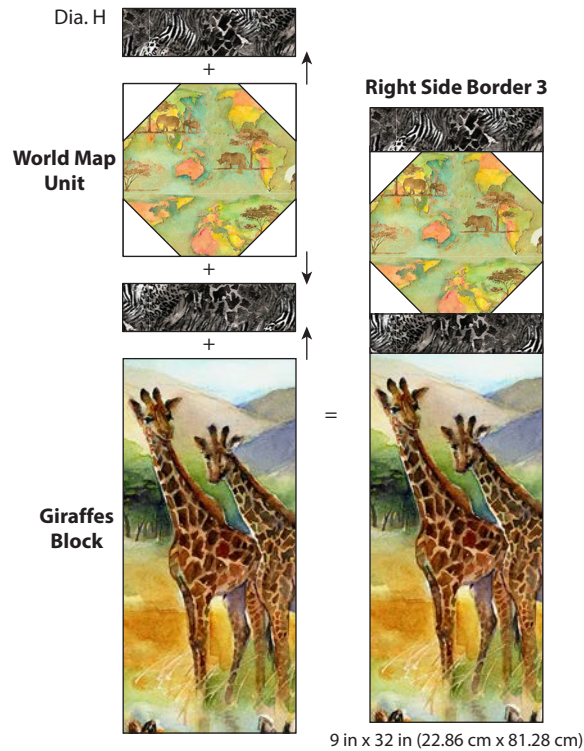 Dia. H
+
World Map
Unit
+
+
Giraffes
Block
=
Right Side Border 3
9 in x 32 in (22.86 cm x 81.28 cm)